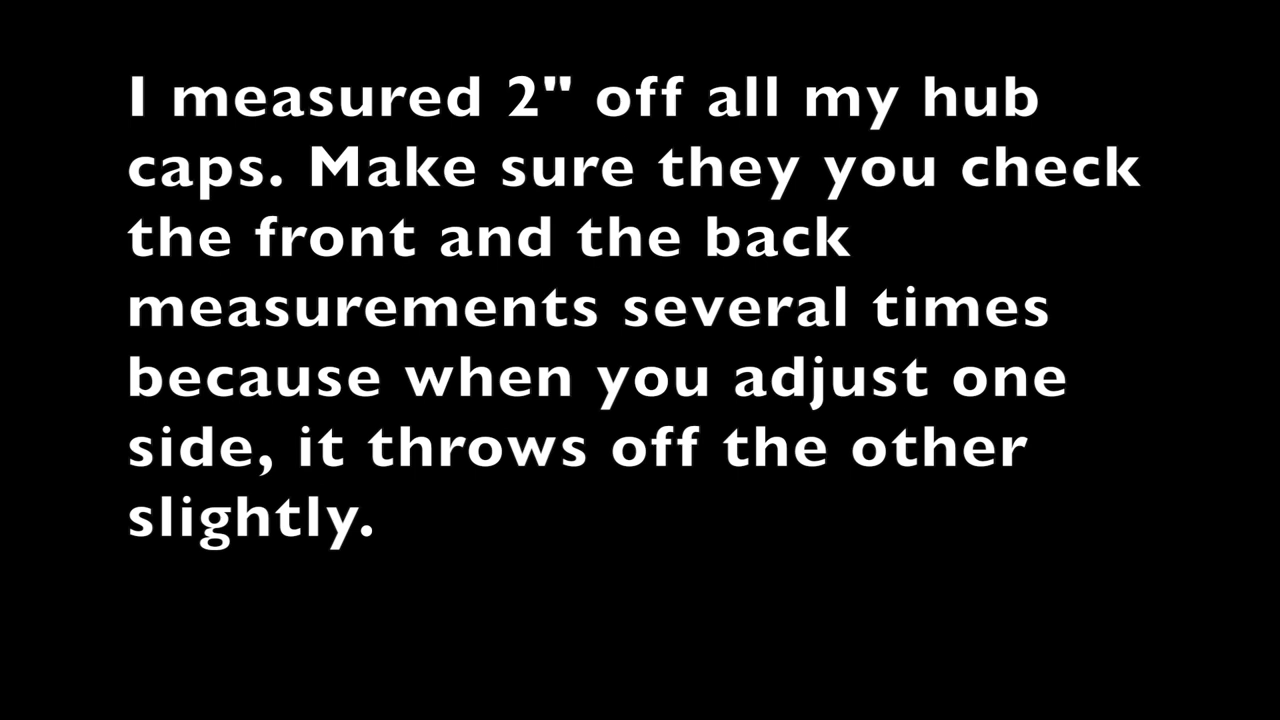 I measured 2" off all my hub
caps. Make sure they you check
the front and the back
measurements several times
because when you adjust one
side, it throws off the other
slightly.